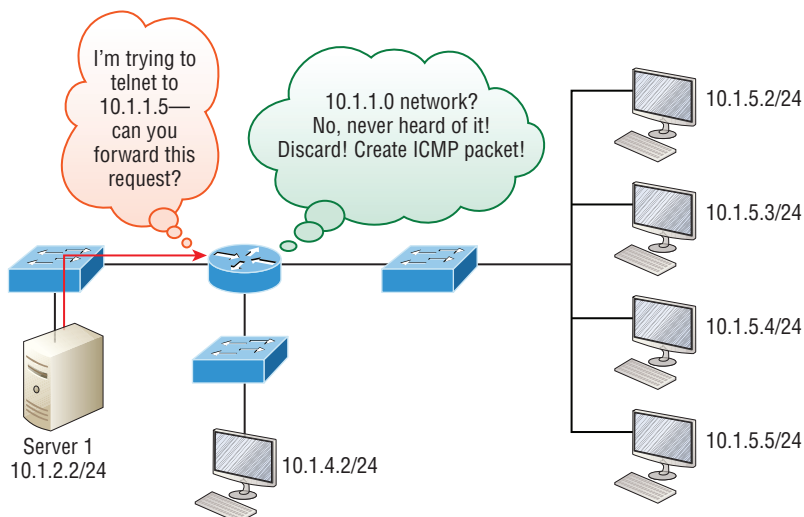 I'm trying to
telnet to
10.1.1.5—
can you
forward this
request?
10.1.1.0 network?
No, never heard of it!
Discard! Create ICMP packet!
10.1.5.2/24
10.1.5.3/24
10.1.5.4/24
10.1.5.5/24
Server 1
10.1.2.2/24
10.1.4.2/24